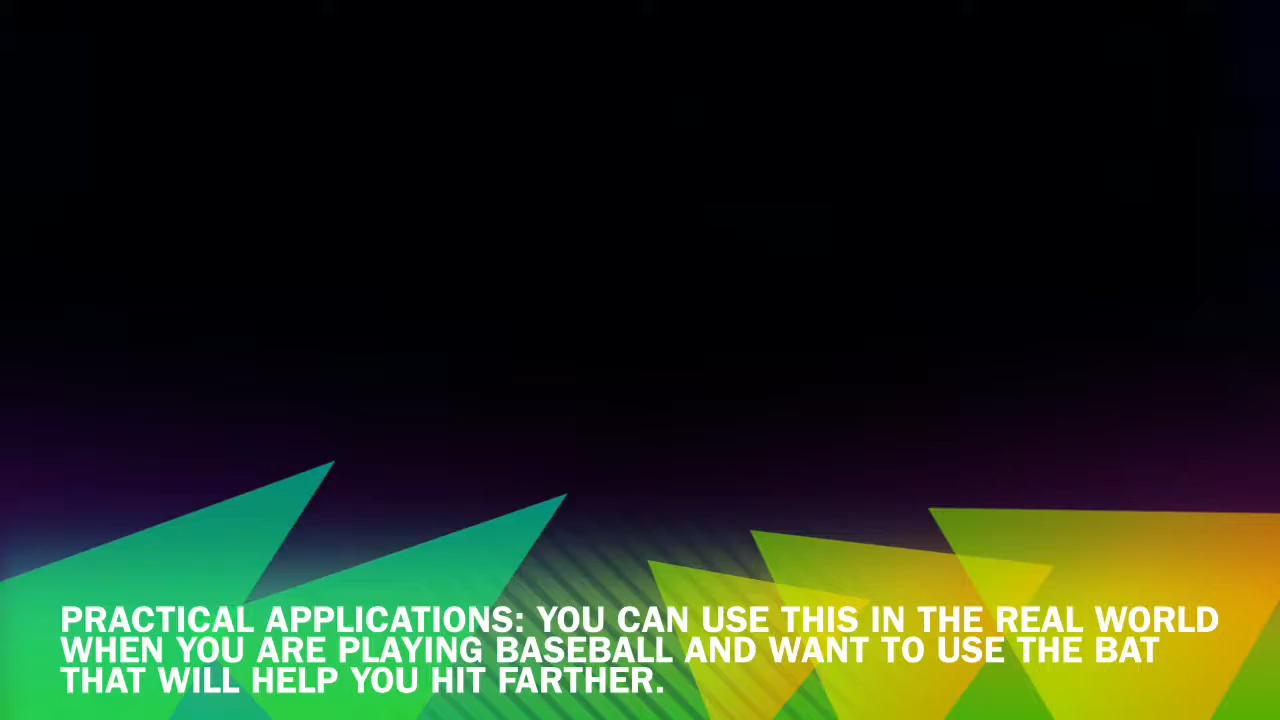 PRACTICAL APPLICATIONS: YOU CAN USE THIS IN THE REAL WORLD
WHEN YOU ARE PLAYING BASEBALL AND WANT TO USE THE BAT
THAT WILL HELP YOU HIT FARTHER.